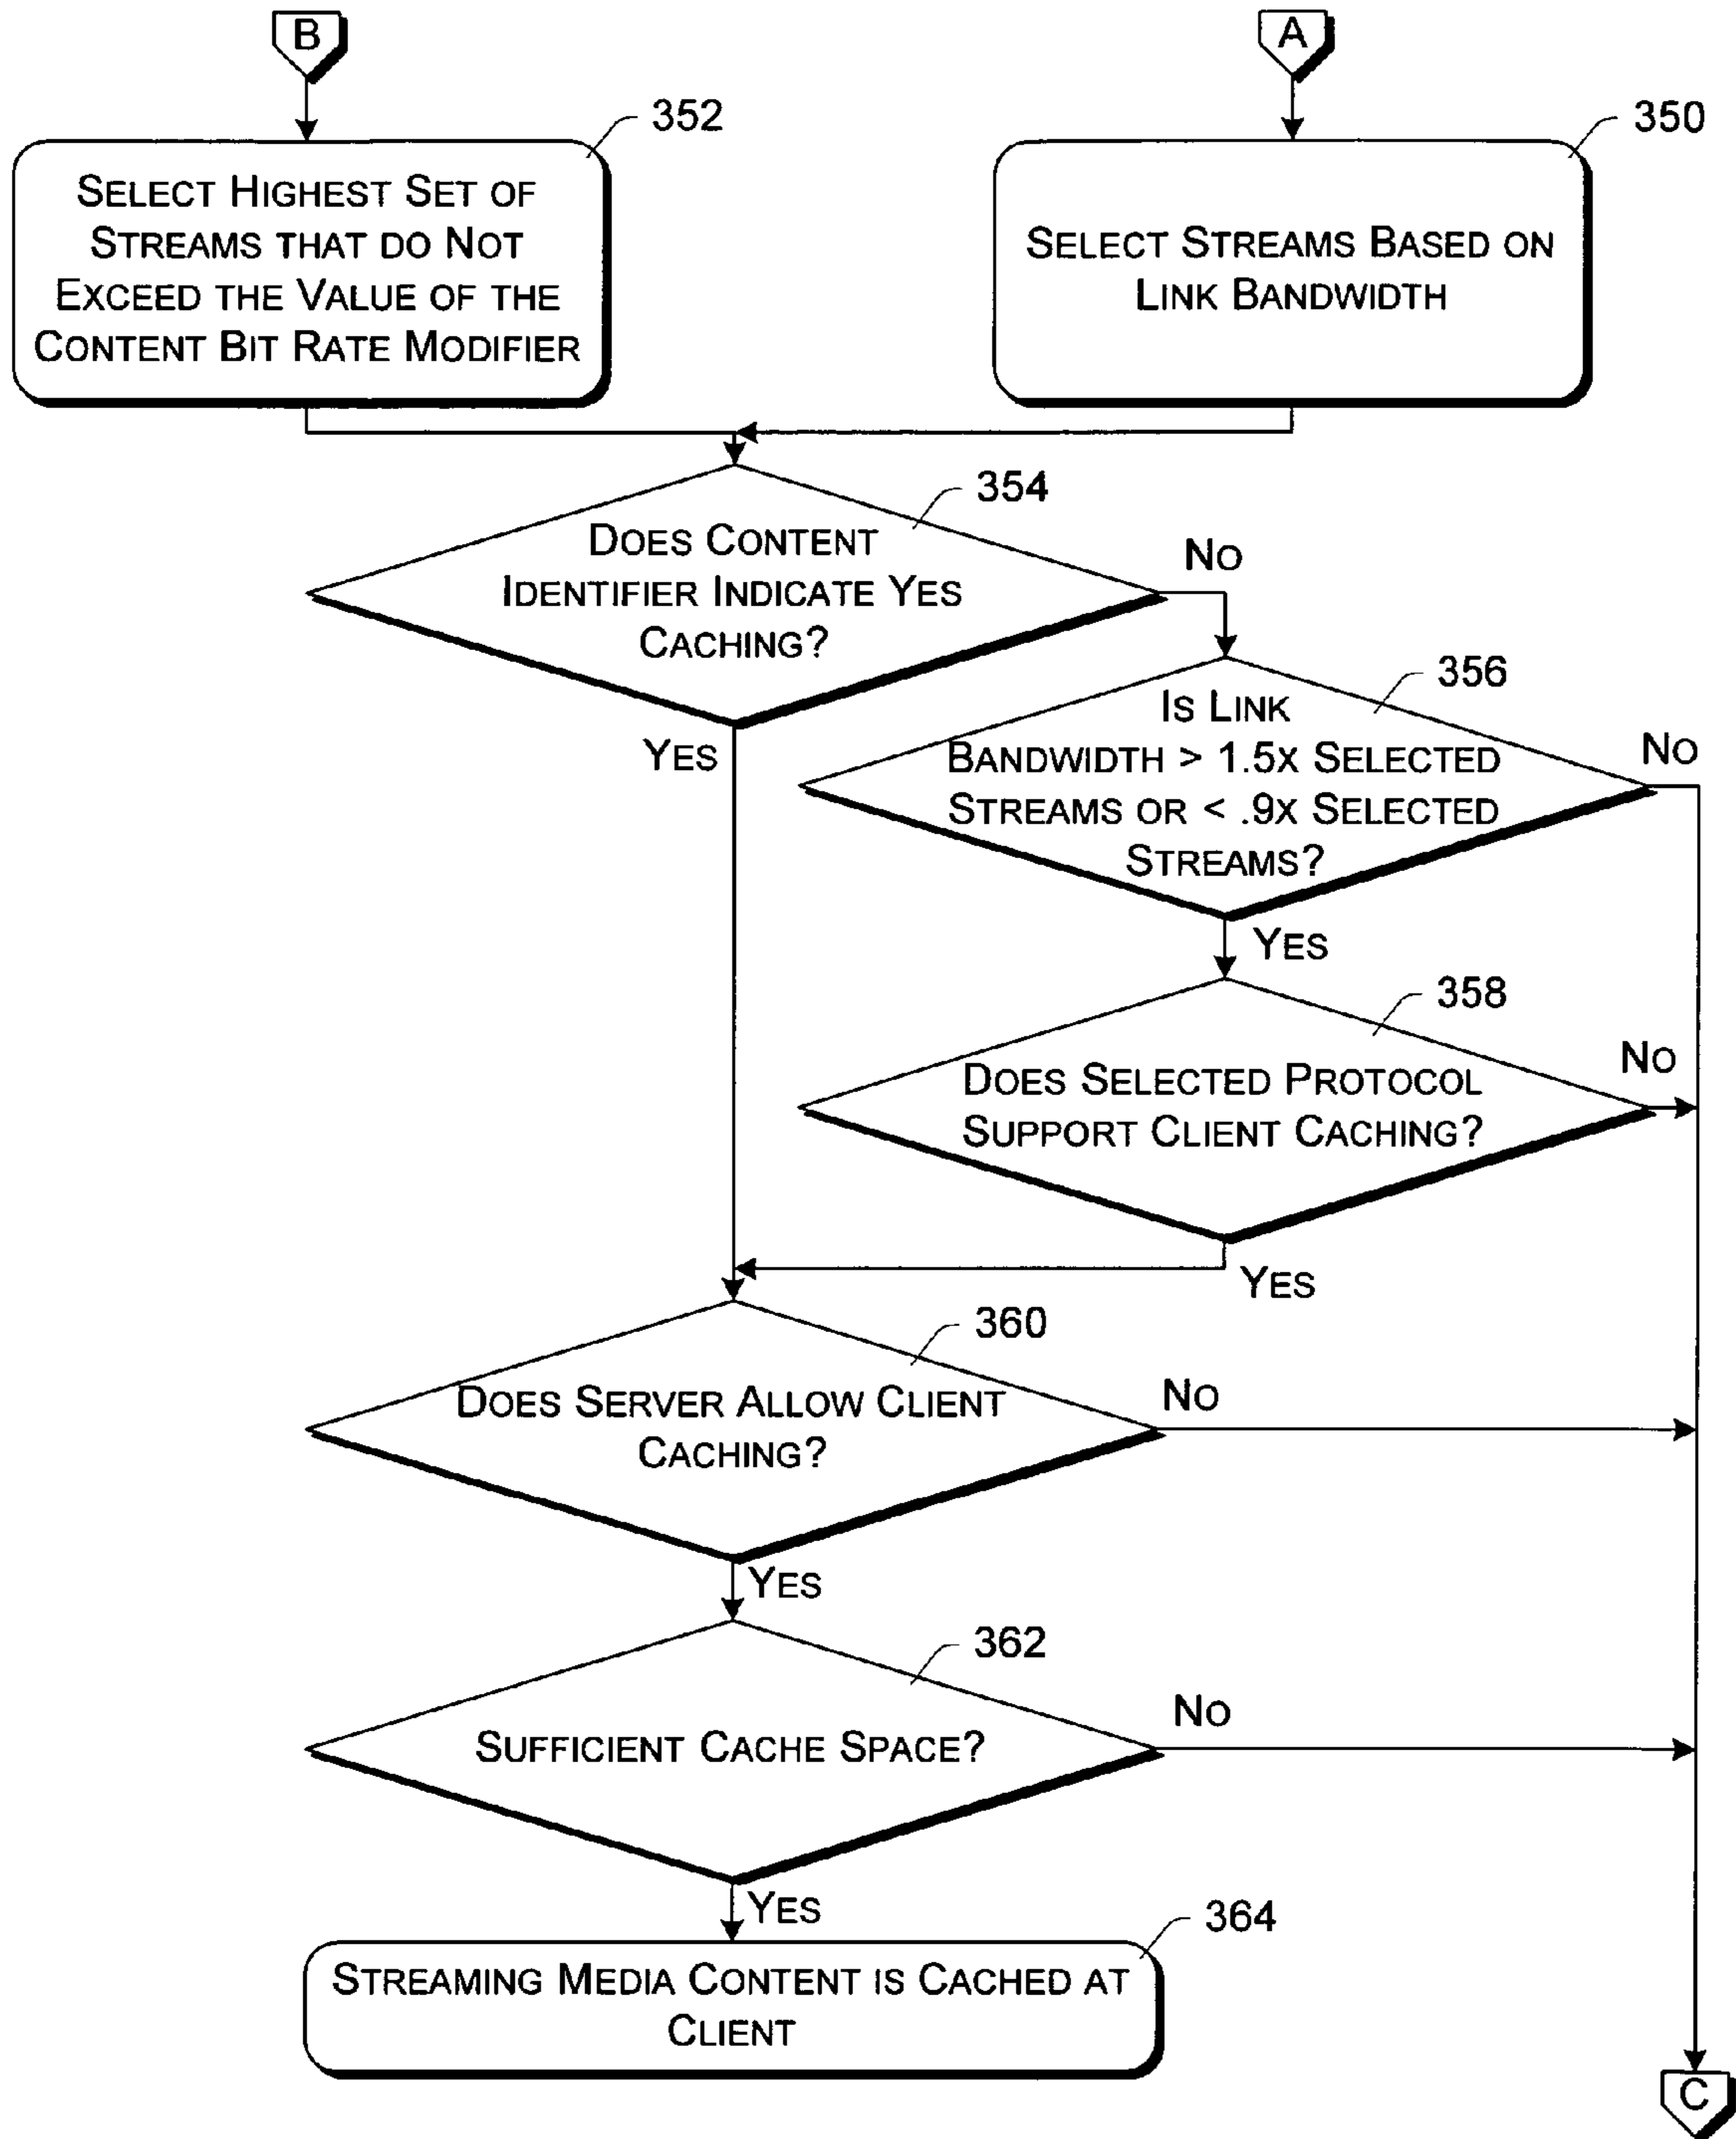 B
A
352
350
SELECT HIGHEST SET OF
STREAMS THAT DO NOT
EXCEED THE VALUE OF THE
CONTENT BIT RATE MODIFIER
SELECT STREAMS BASED ON
LINK BANDWIDTH
354
DOES CONTENT
IDENTIFIER INDICATE YES
CACHING?
NO
YES
356
IS LINK
BANDWIDTH > 1.5X SELECTED
STREAMS OR < .9X SELECTED
STREAMS?
NO
YES
358
DOES SELECTED PROTOCOL
SUPPORT CLIENT CACHING?
NO
YES
360
DOES SERVER ALLOW CLIENT
CACHING?
NO
YES
362
SUFFICIENT CACHE SPACE?
NO
YES
364
STREAMING MEDIA CONTENT IS CACHED AT
CLIENT
C